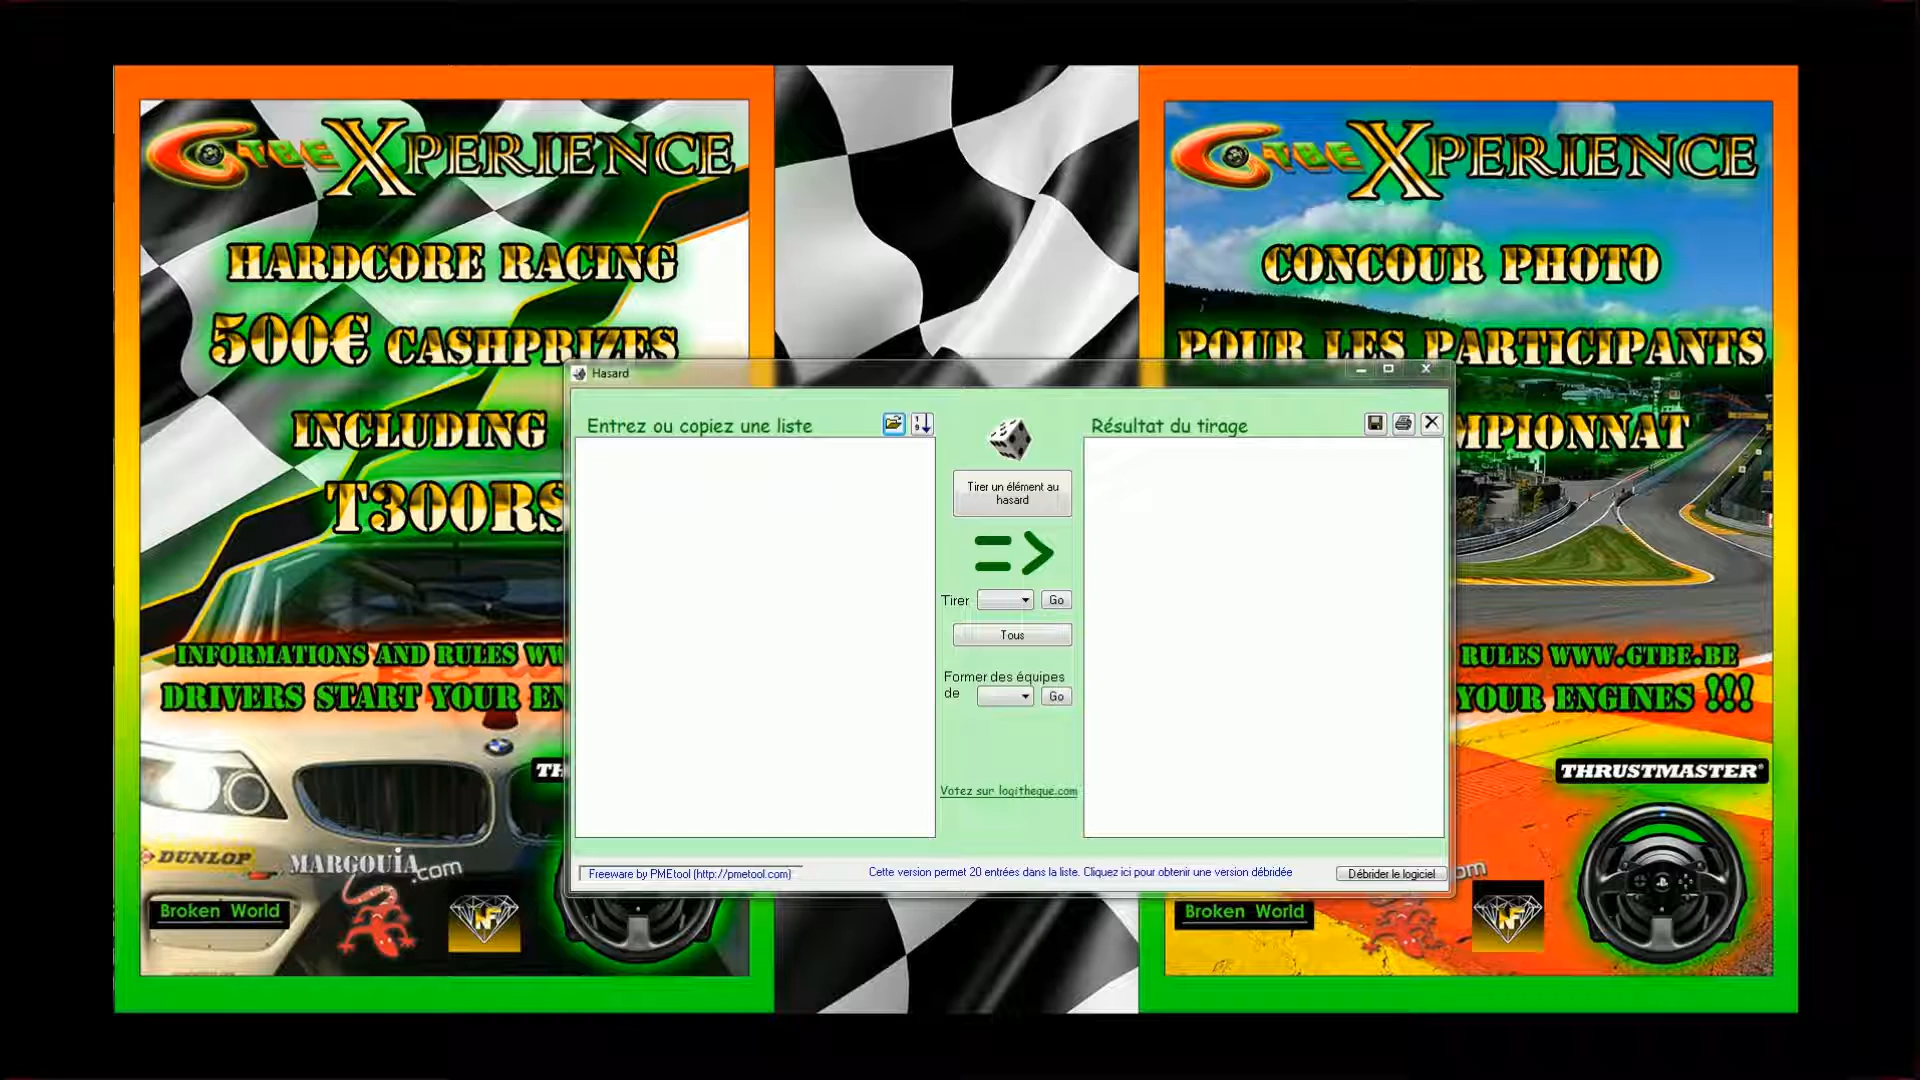 GTBE XPERIENCE
HARDCORE RACING
500€ CASHPRIZES
INCLUDING
T300RS
INFORMATIONS AND RULES WW
DRIVERS START YOUR EN
TH
DUNLOP
MARGOUiA.com
Broken World
NF
Hasard
Entrez ou copiez une liste
Tirer un élément au
hasard
=>
Tirer
Go
Tous
Former des équipes
de
Go
Votez sur logitheque.com
Résultat du tirage
Freeware by PMEtool (http://pmetool.com)
Cette version permet 20 entrées dans la liste. Cliquez ici pour obtenir une version débridée
Débrider le logiciel
GTBE XPERIENCE
CONCOUR PHOTO
POUR LES PARTICIPANTS
MPIONNAT
RULES WWW.GTBE.BE
YOUR ENGINES !!!
THRUSTMASTER
om
Broken World
NF